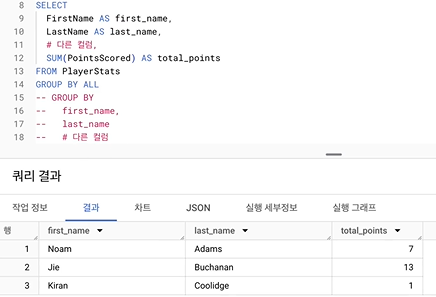 8 SELECT
9 FirstName AS first_name,
10 LastName AS last_name,
11 # 다른 컬럼,
12 SUM(PointsScored) AS total_points
13 FROM PlayerStats
14 GROUP BY ALL
15 -- GROUP BY
16 -- first_name,
17 -- last_name
18 -- # 다른 컬럼
쿼리 결과
작업 정보 결과 차트 JSON 실행 세부정보 실행 그래프
행 first_name last_name total_points
1 Noam Adams 7
2 Jie Buchanan 13
3 Kiran Coolidge 1